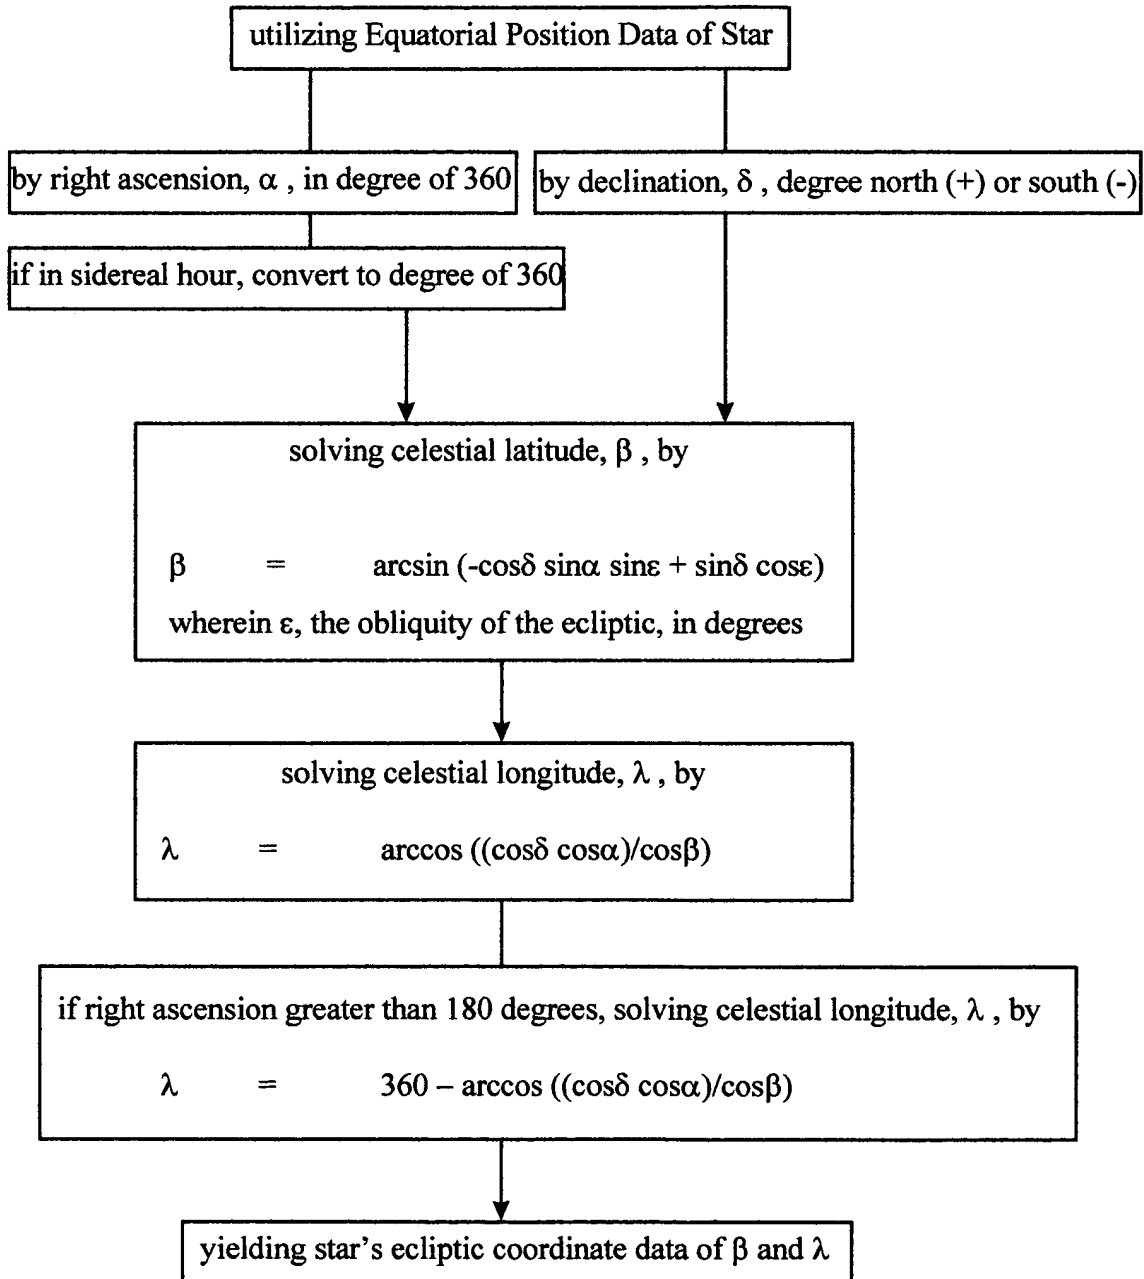 utilizing Equatorial Position Data of Star
by right ascension, α , in degree of 360
by declination, δ , degree north (+) or south (-)
if in sidereal hour, convert to degree of 360
solving celestial latitude, β , by
β = arcsin (-cosδ sinα sinε + sinδ cosε)
wherein ε, the obliquity of the ecliptic, in degrees
solving celestial longitude, λ , by
λ = arccos ((cosδ cosα)/cosβ)
if right ascension greater than 180 degrees, solving celestial longitude, λ , by
λ = 360 – arccos ((cosδ cosα)/cosβ)
yielding star's ecliptic coordinate data of β and λ